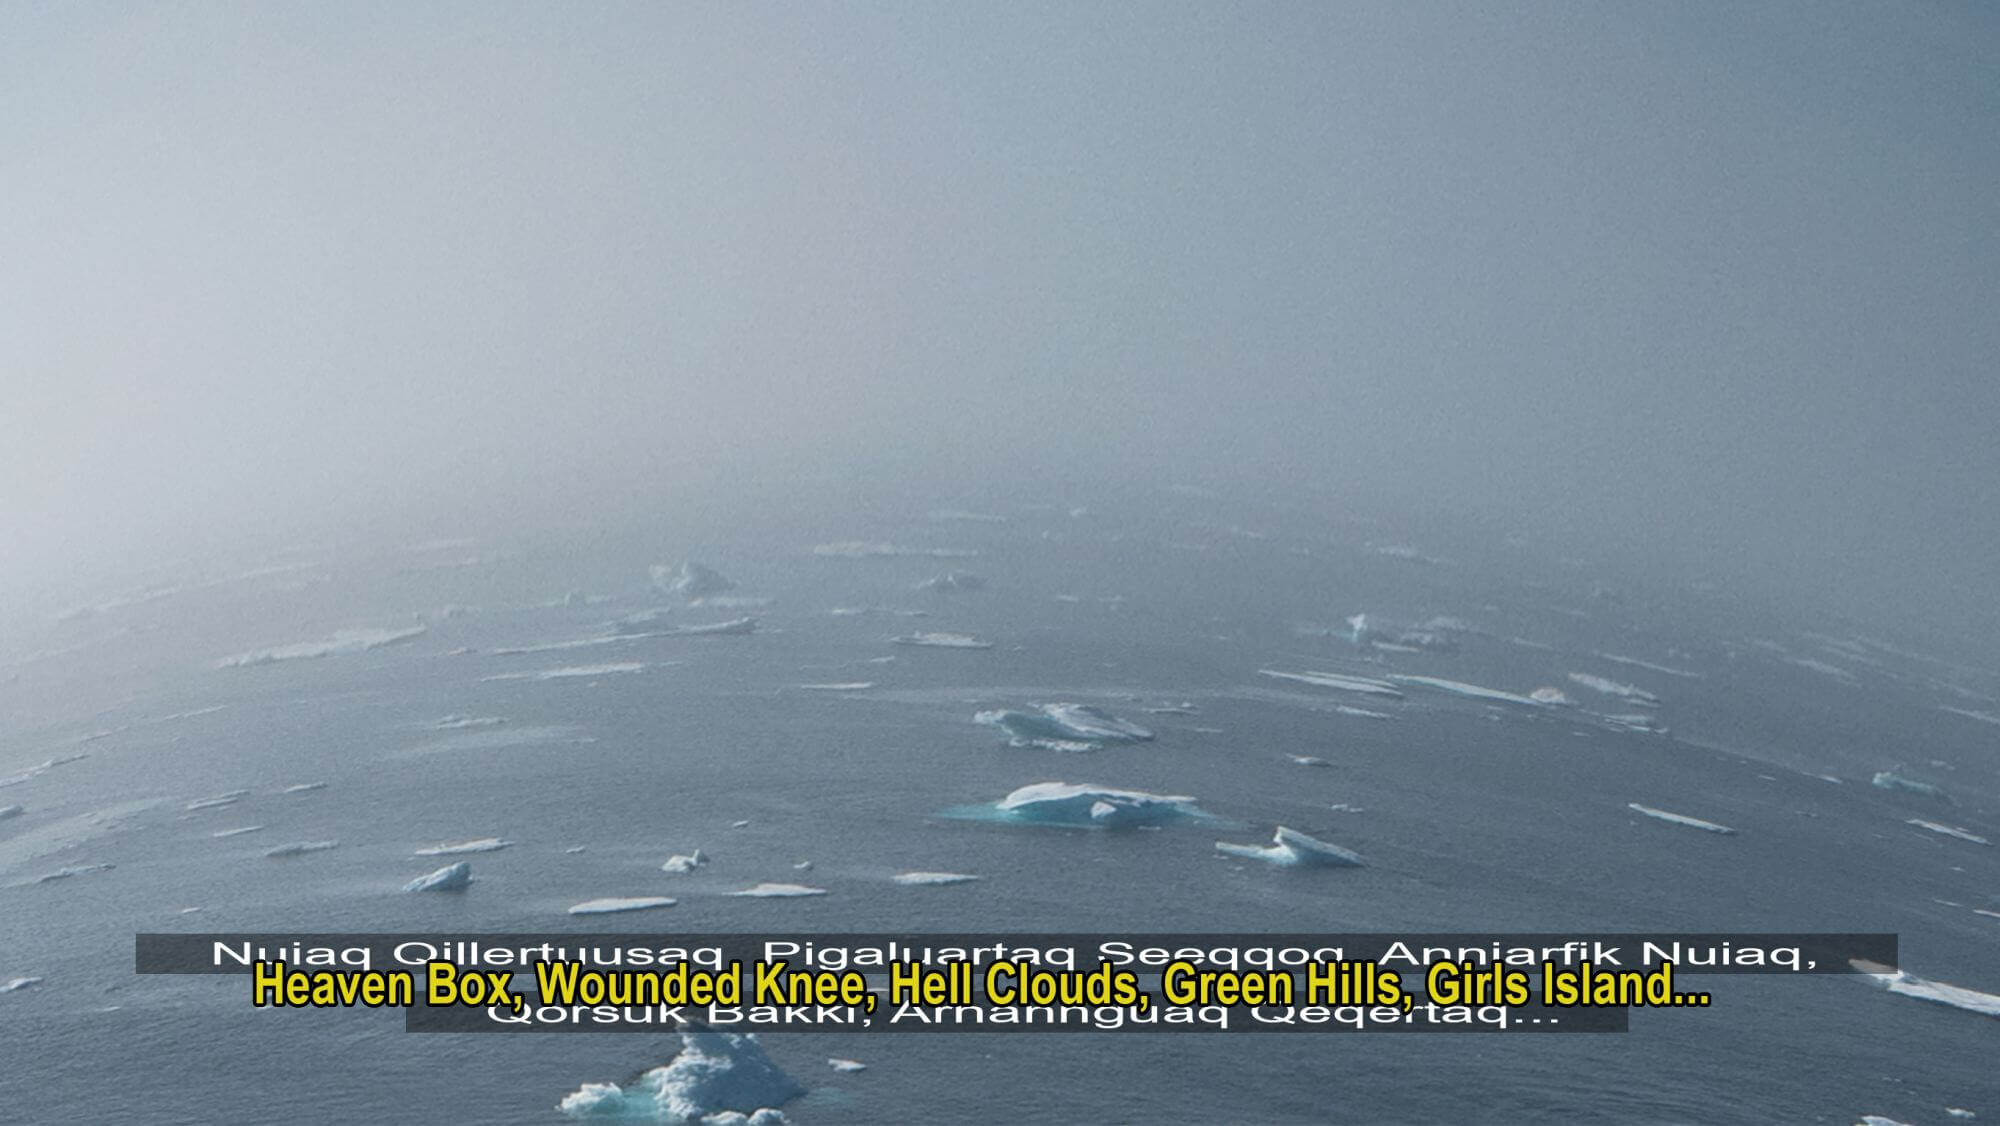 Nuiaq Qillertuusaq, Pigaluartaq Seeqqoq, Anniarfik Nuiaq,
Heaven Box, Wounded Knee, Hell Clouds, Green Hills, Girls Island...
Qorsuk Bakki, Arnannguaq Qeqertaq...